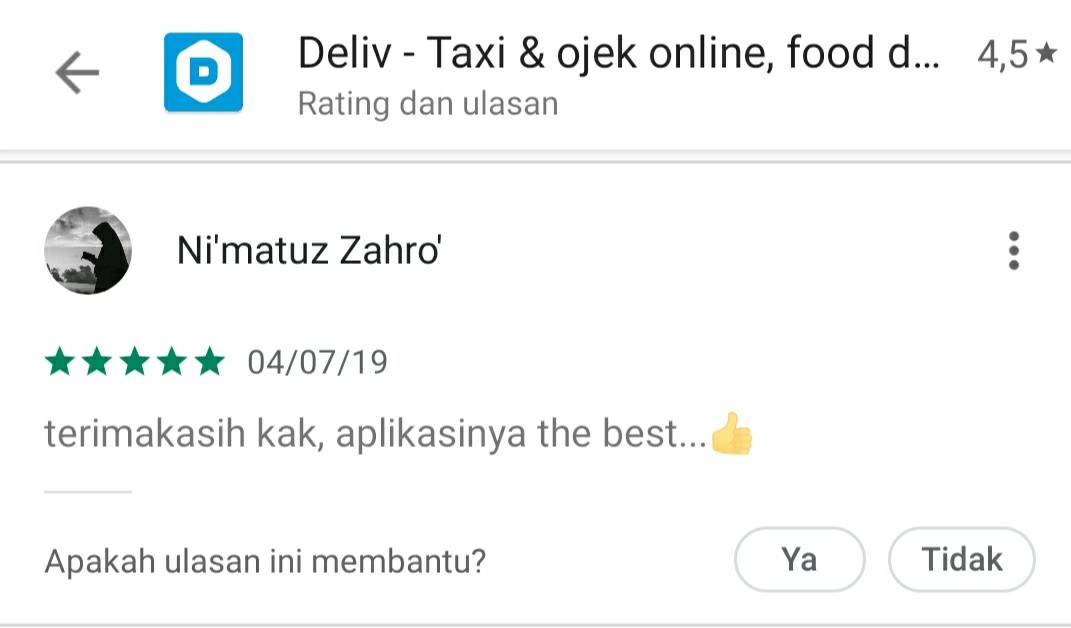 D
Deliv - Taxi & ojek online, food d... 4,5★
Rating dan ulasan
Ni'matuz Zahro'
★★★★★ 04/07/19
terimakasih kak, aplikasinya the best...👍
Apakah ulasan ini membantu? Ya Tidak